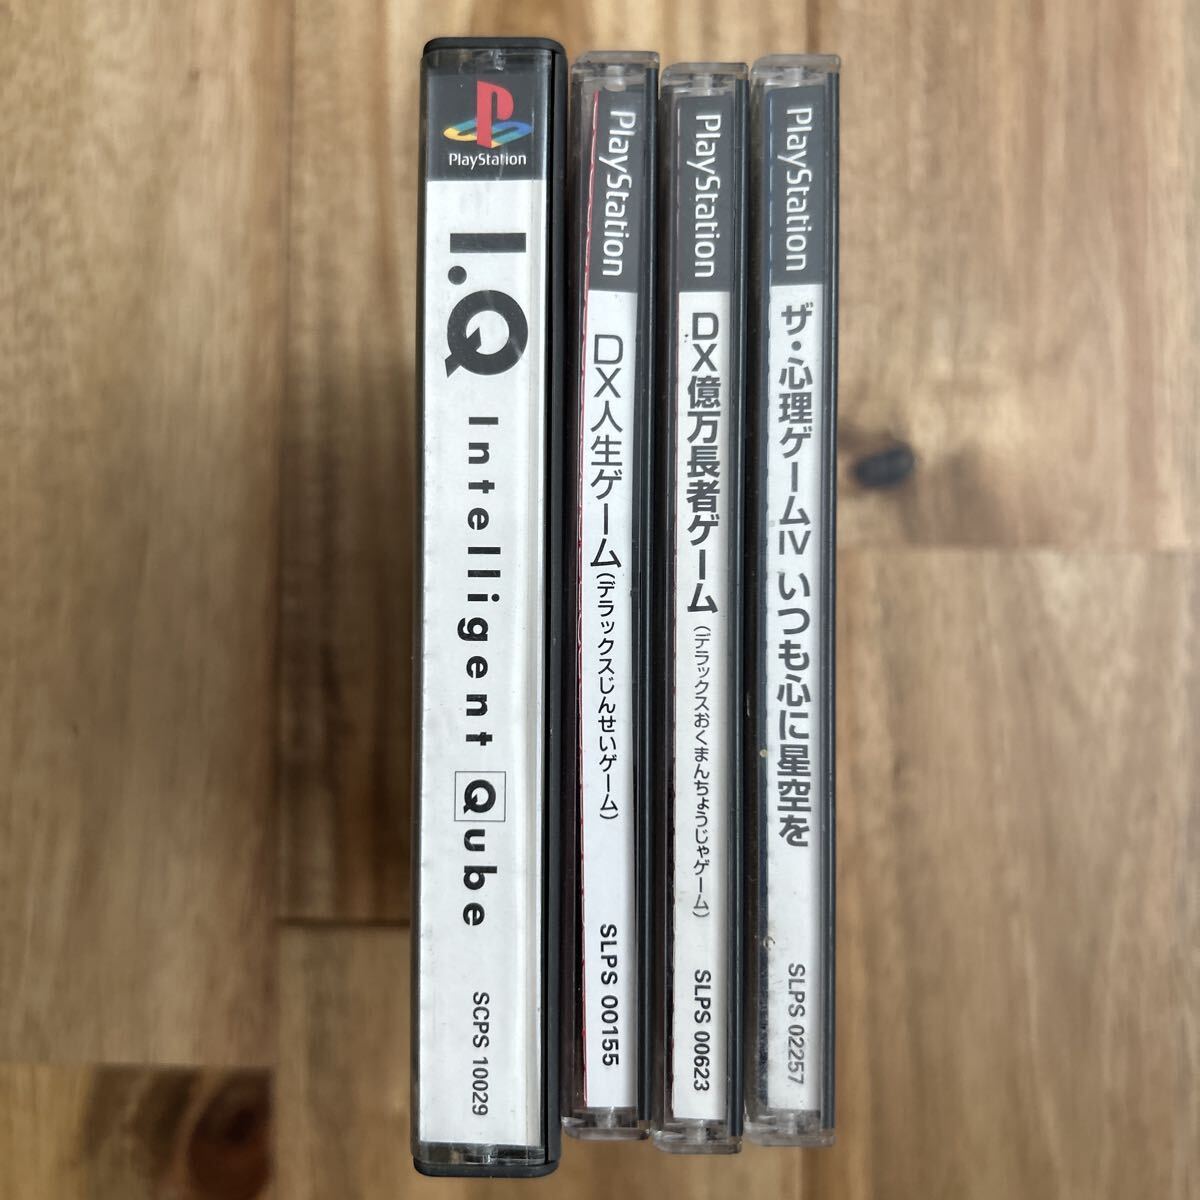 PlayStation
I.Q Intelligent Qube
SCPS 10029
PlayStation
DX人生ゲーム(デラックスじんせいゲーム)
SLPS 00155
PlayStation
DX億万長者ゲーム(デラックスおくまんちょうじゃゲーム)
SLPS 00623
PlayStation
ザ・心理ゲームⅣ いつも心に星空を
SLPS 02257